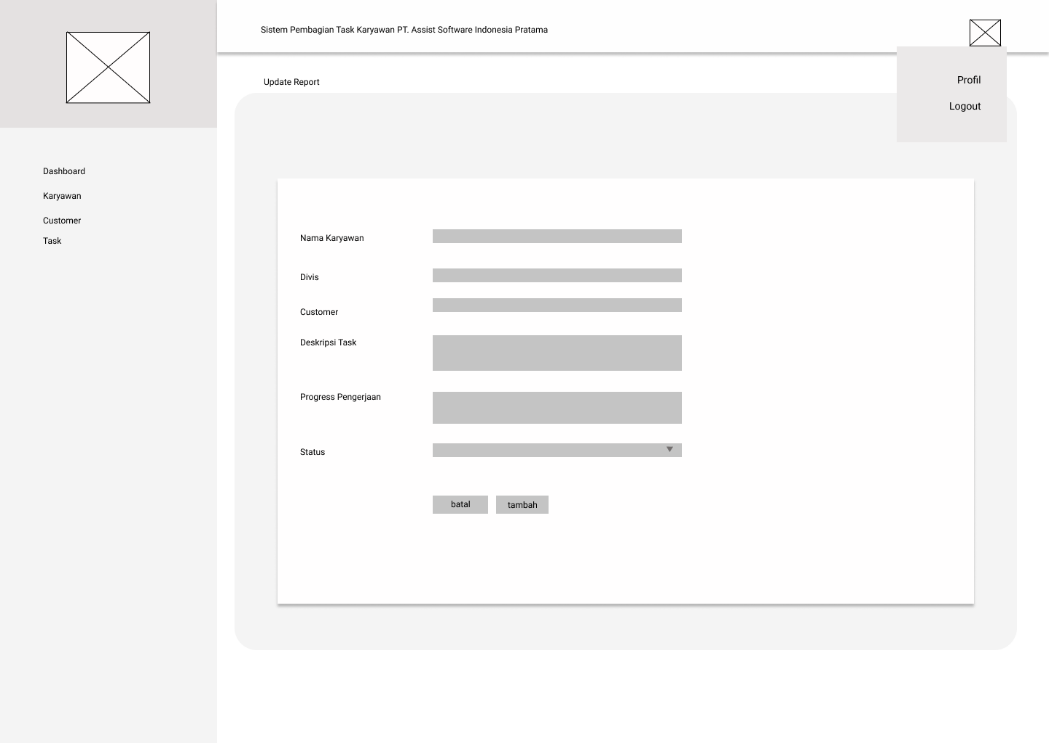 Sistem Pembagian Task Karyawan PT. Assist Software Indonesia Pratama
Profil
Logout
Dashboard
Karyawan
Customer
Task
Update Report
Nama Karyawan
Divis
Customer
Deskripsi Task
Progress Pengerjaan
Status
batal
tambah